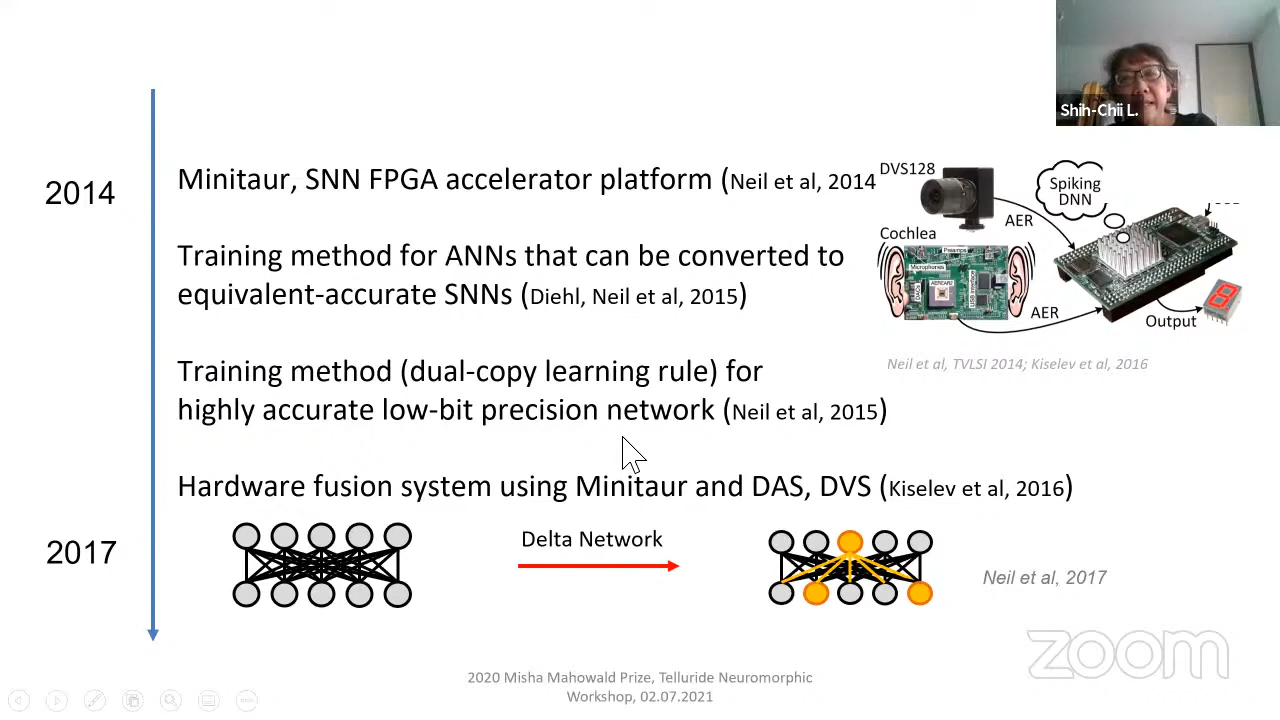 Shih-Chii L.
2014
Minitaur, SNN FPGA accelerator platform (Neil et al, 2014
DVS128
Spiking
DNN
AER
Cochlea
Preamps
Microphones
Training method for ANNs that can be converted to
equivalent-accurate SNNs (Diehl, Neil et al, 2015)
AER
Output
Neil et al, TVLSI 2014; Kiselev et al, 2016
Training method (dual-copy learning rule) for
highly accurate low-bit precision network (Neil et al, 2015)
Hardware fusion system using Minitaur and DAS, DVS (Kiselev et al, 2016)
2017
Delta Network
Neil et al, 2017
zoom
2020 Misha Mahowald Prize, Telluride Neuromorphic
Workshop, 02.07.2021